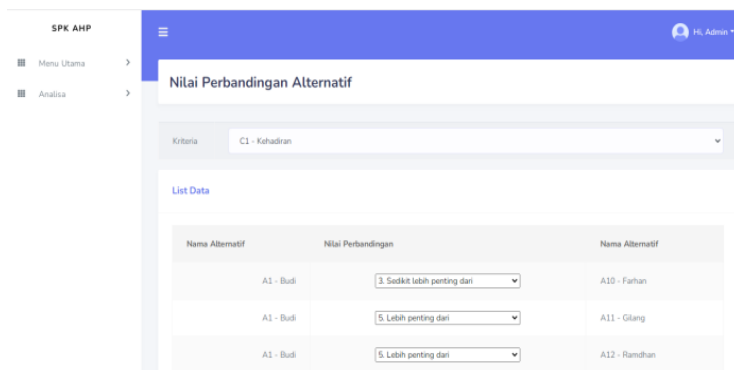 SPK AHP
Hi, Admin
Menu Utama
Analisa
Nilai Perbandingan Alternatif
Kriteria C1 - Kehadiran
List Data
Nama Alternatif Nilai Perbandingan Nama Alternatif
A1 - Budi 3. Sedikit lebih penting dari A10 - Farhan
A1 - Budi 5. Lebih penting dari A11 - Gilang
A1 - Budi 5. Lebih penting dari A12 - Ramdhan